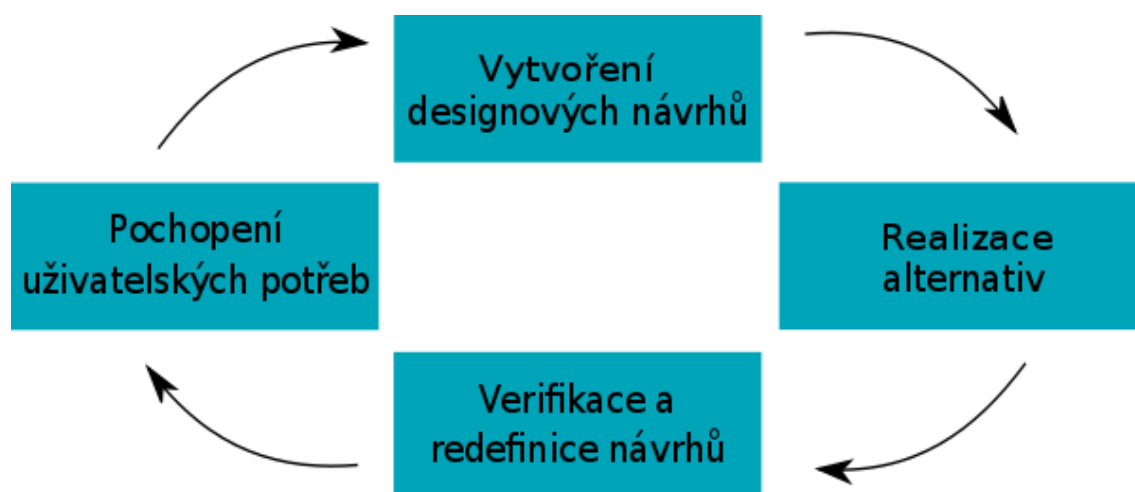 Vytvoření
designových návrhů
Pochopení
uživatelských potřeb
Realizace
alternativ
Verifikace a
redefinice návrhů